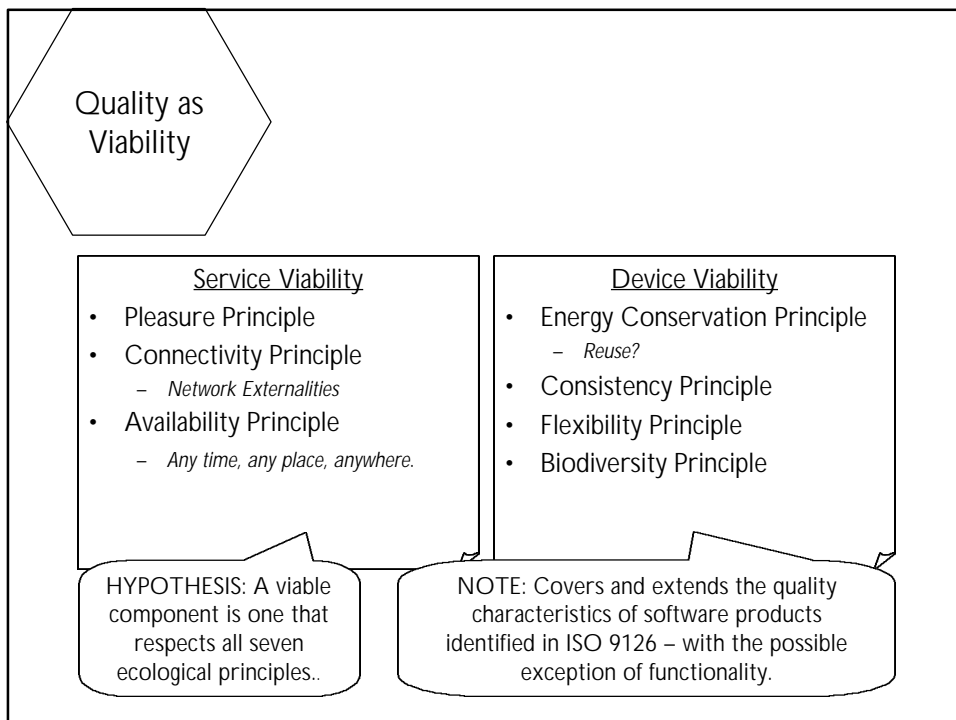 Quality as
Viability
Service Viability
• Pleasure Principle
• Connectivity Principle
– Network Externalities
• Availability Principle
– Any time, any place, anywhere.
Device Viability
• Energy Conservation Principle
– Reuse?
• Consistency Principle
• Flexibility Principle
• Biodiversity Principle
HYPOTHESIS: A viable
component is one that
respects all seven
ecological principles..
NOTE: Covers and extends the quality
characteristics of software products
identified in ISO 9126 – with the possible
exception of functionality.